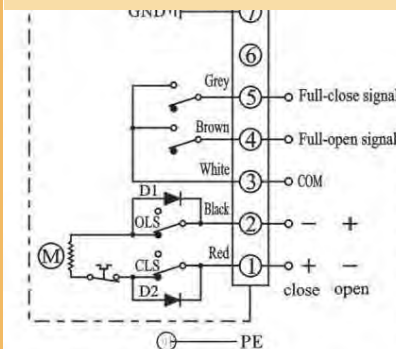 GND 7
6
Grey 5 Full-close signal
Brown 4 Full-open signal
White 3 COM
D1
OLS Black 2 − +
M CLS Red 1 + −
D2 close open
PE